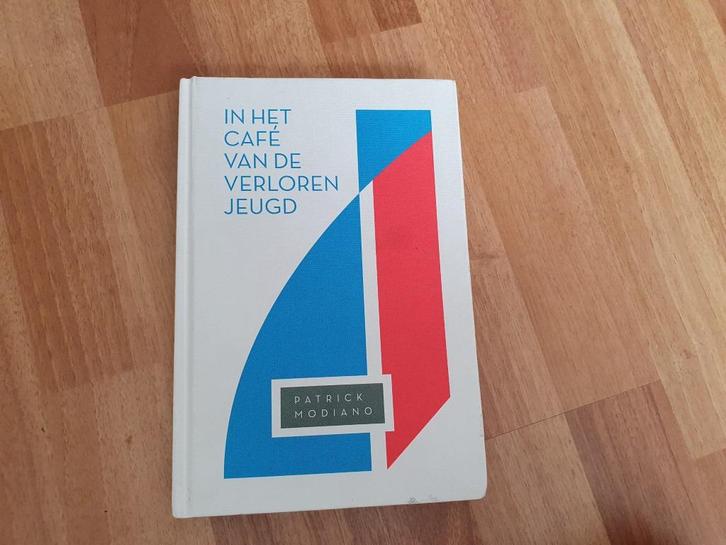 IN HET
CAFÉ
VAN DE
VERLOREN
JEUGD
PATRICK
MODIANO